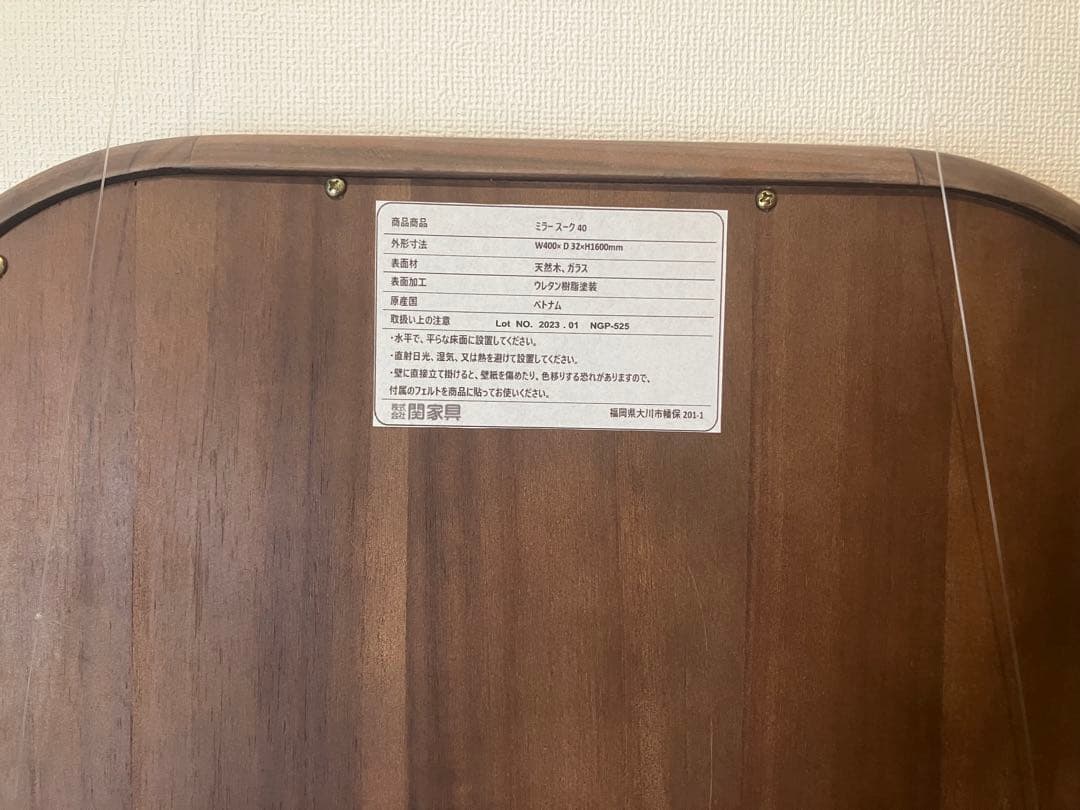 商品商品 ミラー スーク 40
外形寸法 W400× D 32×H1600mm
表面材 天然木、ガラス
表面加工 ウレタン樹脂塗装
原産国 ベトナム
取扱い上の注意 Lot NO. 2023 . 01 NGP-525
・水平で、平らな床面に設置してください。
・直射日光、湿気、又は熱を避けて設置してください。
・壁に直接立て掛けると、壁紙を傷めたり、色移りする恐れがありますので、
付属のフェルトを商品に貼ってお使いください。
株式会社 関家具 福岡県大川市幡保 201-1